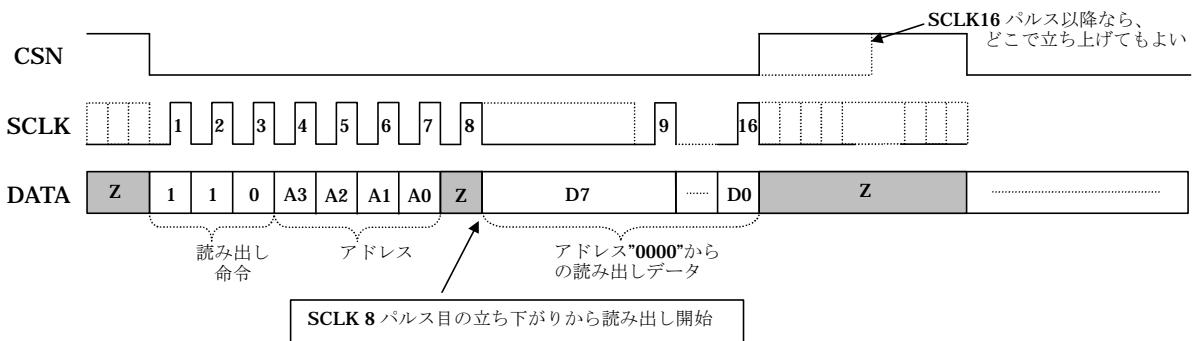 SCLK16 パルス以降なら、
どこで立ち上げてもよい
CSN
SCLK 1 2 3 4 5 6 7 8 9 16
DATA Z 1 1 0 A3 A2 A1 A0 Z D7 ...... D0 Z
読み出し
命令
アドレス
アドレス"0000"から
の読み出しデータ
SCLK 8 パルス目の立ち下がりから読み出し開始